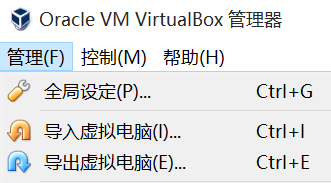 Oracle VM VirtualBox 管理器
管理(F) 控制(M) 帮助(H)
全局设定(P)... Ctrl+G
导入虚拟电脑(I)... Ctrl+I
导出虚拟电脑(E)... Ctrl+E